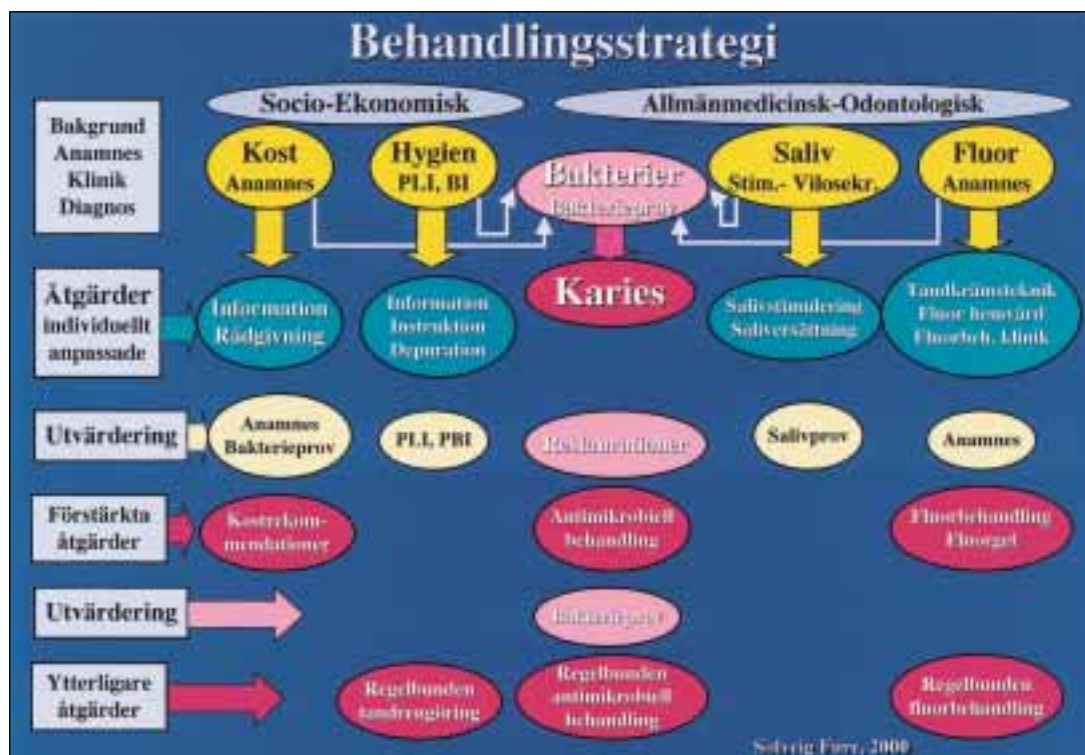 Behandlingsstrategi
Socio-Ekonomisk
Allmänmedicinsk-Odontologisk
Bakgrund
Anamnes
Klinik
Diagnos
Kost
Anamnes
Hygien
PLI, BI
Bakterier
Bakterieprov
Saliv
Stim.- Vilosekr.
Fluor
Anamnes
Åtgärder
individuellt
anpassade
Information
Rådgivning
Information
Instruktion
Depuration
Karies
Salivstimulering
Saliversättning
Tandkrämsteknik
Fluor hemvård
Fluorbeh. klinik
Utvärdering
Anamnes
Bakterieprov
PLI, PBI
Salivprov
Anamnes
Förstärkta
åtgärder
Kostrekom-
mendationer
Antimikrobiell
behandling
Fluorbehandling
Fluorgel
Utvärdering
Bakterieprov
Ytterligare
åtgärder
Regelbunden
tandrengöring
Regelbunden
antimikrobiell
behandling
Regelbunden
fluorbehandling
Solveig 2000